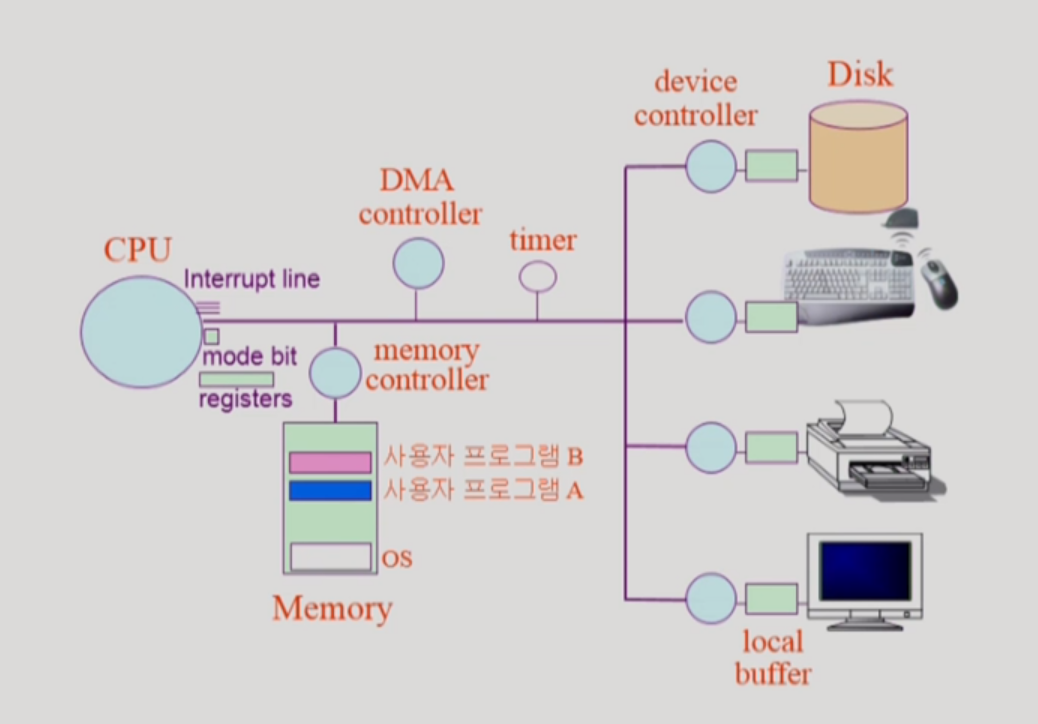 device
controller
Disk
DMA
controller
timer
CPU
Interrupt line
mode bit
registers
memory
controller
사용자 프로그램 B
사용자 프로그램 A
OS
Memory
local
buffer